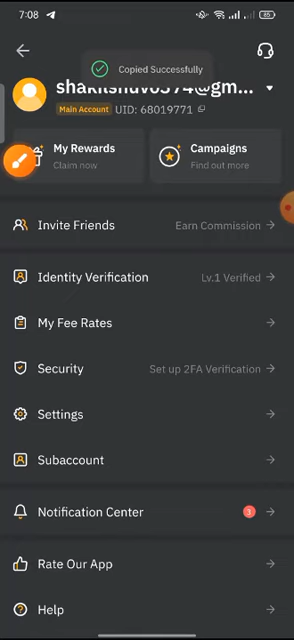 7:08
65
Copied Successfully
Main Account UID: 68019771
My Rewards
Claim now
Campaigns
Find out more
Invite Friends Earn Commission
Identity Verification Lv.1 Verified
My Fee Rates
Security Set up 2FA Verification
Settings
Subaccount
Notification Center 3
Rate Our App
Help